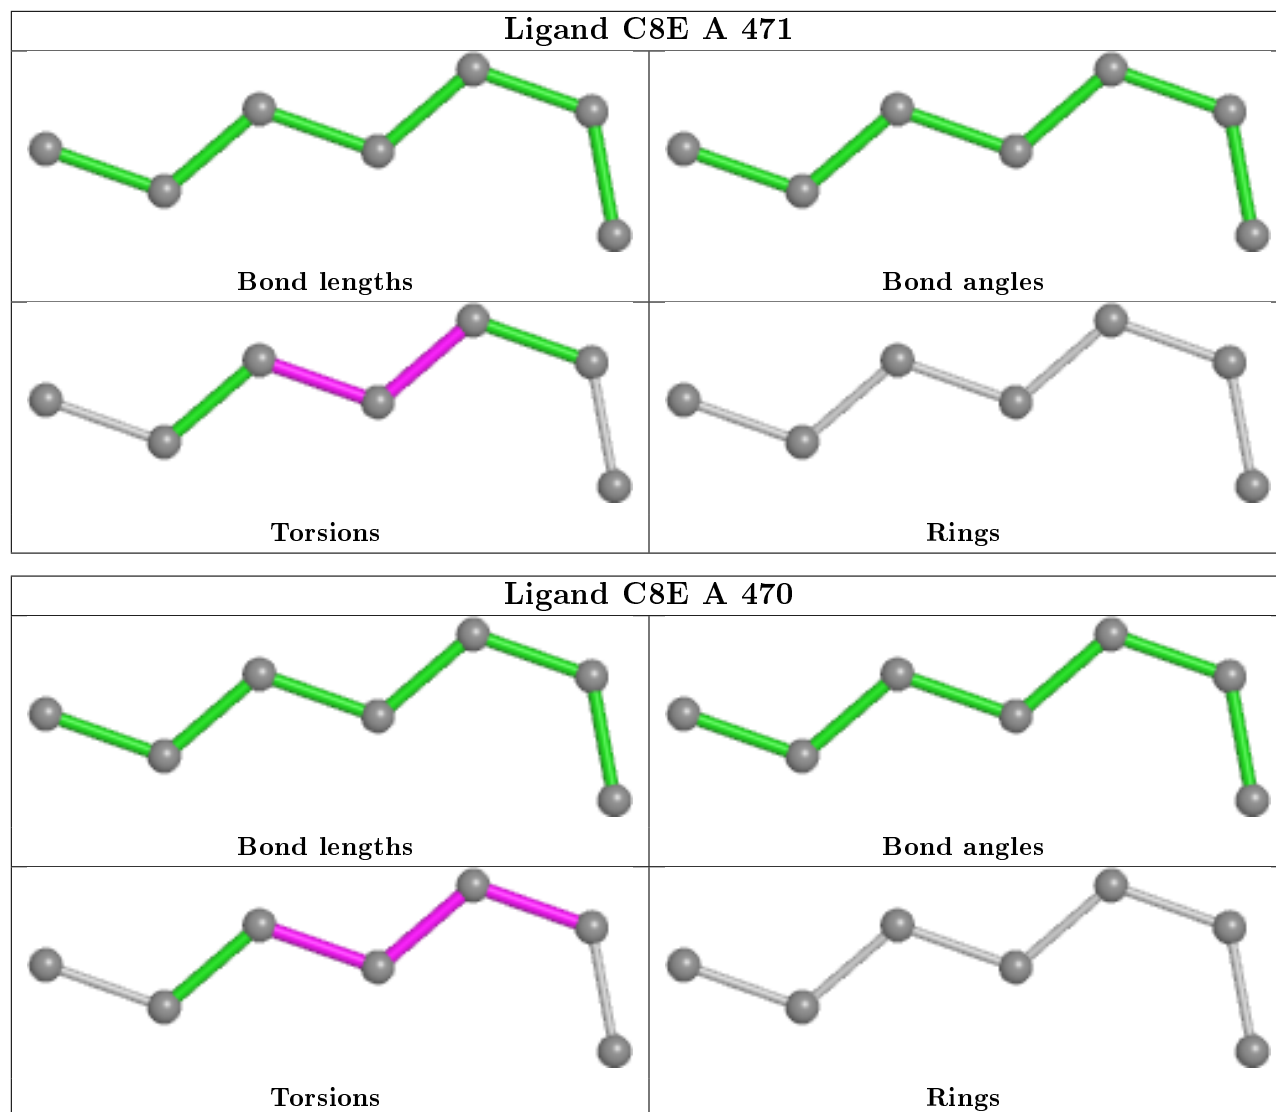 Ligand C8E A 471
Bond lengths
Bond angles
Torsions
Rings
Ligand C8E A 470
Bond lengths
Bond angles
Torsions
Rings